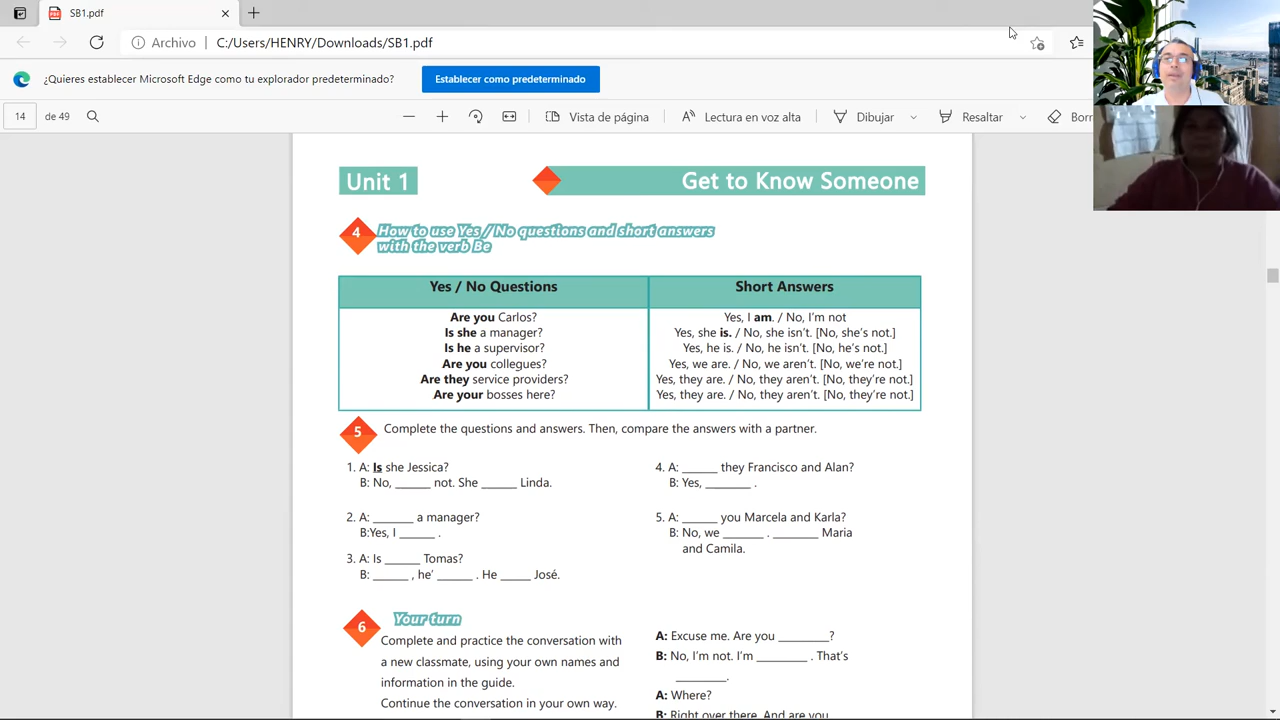 SB1.pdf
Archivo
C:/Users/HENRY/Downloads/SB1.pdf
¿Quieres establecer Microsoft Edge como tu explorador predeterminado?
Establecer como predeterminado
14
de 49
Vista de página
Lectura en voz alta
Dibujar
Resaltar
Borr
Unit 1
Get to Know Someone
4
How to use Yes / No questions and short answers
with the verb Be
Yes / No Questions
Short Answers
Are you Carlos?
Yes, I am. / No, I'm not
Is she a manager?
Yes, she is. / No, she isn't. [No, she's not.]
Is he a supervisor?
Yes, he is. / No, he isn't. [No, he's not.]
Are you collegues?
Yes, we are. / No, we aren't. [No, we're not.]
Are they service providers?
Yes, they are. / No, they aren't. [No, they're not.]
Are your bosses here?
Yes, they are. / No, they aren't. [No, they're not.]
5
Complete the questions and answers. Then, compare the answers with a partner.
1. A: Is she Jessica?
B: No, ______ not. She ______ Linda.
2. A: _______ a manager?
B:Yes, I ______ .
3. A: Is ______ Tomas?
B: ______ , he' ______ . He _____ José.
4. A: ______ they Francisco and Alan?
B: Yes, ________ .
5. A: ______ you Marcela and Karla?
B: No, we _______ . ________ Maria
and Camila.
6
Your turn
Complete and practice the conversation with
a new classmate, using your own names and
information in the guide.
Continue the conversation in your own way.
A: Excuse me. Are you _________?
B: No, I'm not. I'm _________ . That's
_________.
A: Where?
B: Right over there. And are you